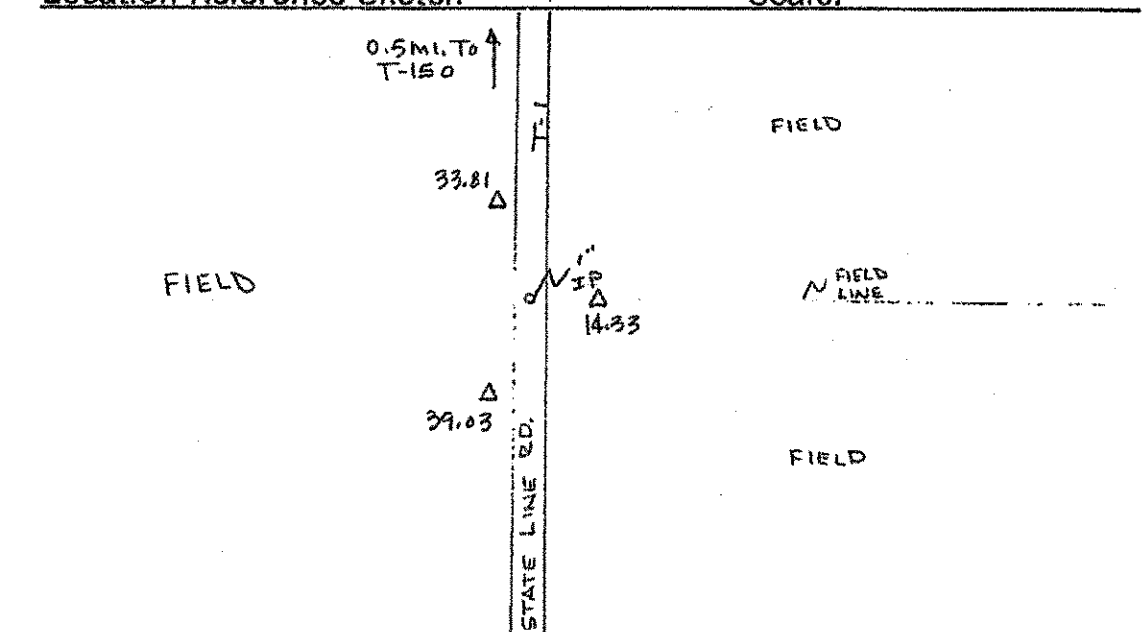 Location Reference Sketch
Scale:
0.5 MI. TO
T-150
T-1
FIELD
33.81
FIELD
1"
IP
14.33
FIELD
LINE
39.03
FIELD
STATE LINE RD.